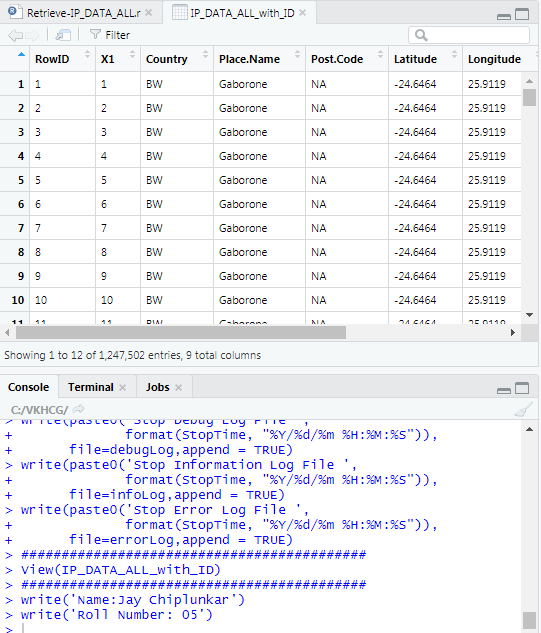 Retrieve-IP_DATA_ALL.r × IP_DATA_ALL_with_ID ×
Filter
RowID X1 Country Place.Name Post.Code Latitude Longitude
1 1 1 BW Gaborone NA -24.6464 25.9119
2 2 2 BW Gaborone NA -24.6464 25.9119
3 3 3 BW Gaborone NA -24.6464 25.9119
4 4 4 BW Gaborone NA -24.6464 25.9119
5 5 5 BW Gaborone NA -24.6464 25.9119
6 6 6 BW Gaborone NA -24.6464 25.9119
7 7 7 BW Gaborone NA -24.6464 25.9119
8 8 8 BW Gaborone NA -24.6464 25.9119
9 9 9 BW Gaborone NA -24.6464 25.9119
10 10 10 BW Gaborone NA -24.6464 25.9119
11 11 11 BW Gaborone NA -24.6464 25.9119
Showing 1 to 12 of 1,247,502 entries, 9 total columns
Console Terminal × Jobs ×
C:/VKHCG/
> write(paste0('Stop Debug Log File ',
+ format(StopTime, "%Y/%d/%m %H:%M:%S")),
+ file=debugLog,append = TRUE)
> write(paste0('Stop Information Log File ',
+ format(StopTime, "%Y/%d/%m %H:%M:%S")),
+ file=infoLog,append = TRUE)
> write(paste0('Stop Error Log File ',
+ format(StopTime, "%Y/%d/%m %H:%M:%S")),
+ file=errorLog,append = TRUE)
> ###########################################
> View(IP_DATA_ALL_with_ID)
> ###########################################
> write('Name:Jay Chiplunkar')
> write('Roll Number: 05')
>